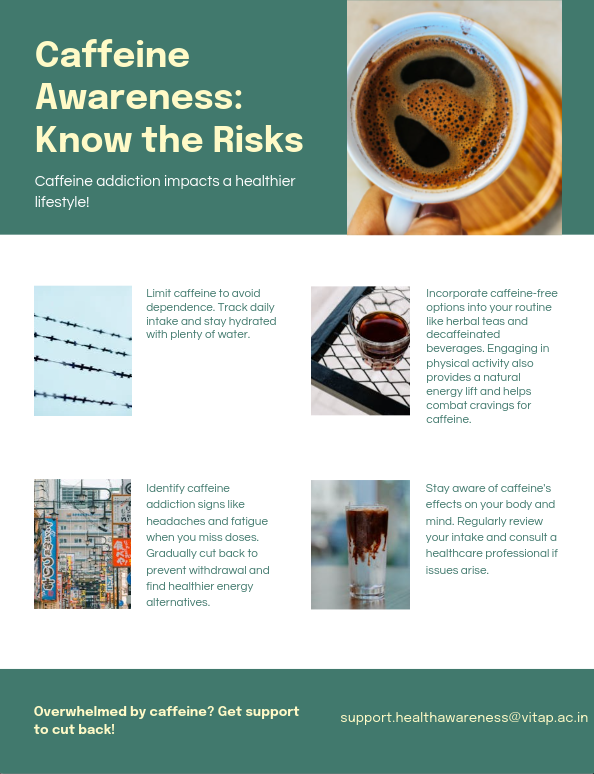 Caffeine
Awareness:
Know the Risks
Caffeine addiction impacts a healthier
lifestyle!
Limit caffeine to avoid
dependence. Track daily
intake and stay hydrated
with plenty of water.
Incorporate caffeine-free
options into your routine
like herbal teas and
decaffeinated
beverages. Engaging in
physical activity also
provides a natural
energy lift and helps
combat cravings for
caffeine.
Identify caffeine
addiction signs like
headaches and fatigue
when you miss doses.
Gradually cut back to
prevent withdrawal and
find healthier energy
alternatives.
Stay aware of caffeine's
effects on your body and
mind. Regularly review
your intake and consult a
healthcare professional if
issues arise.
Overwhelmed by caffeine? Get support
to cut back!
support.healthawareness@vitap.ac.in